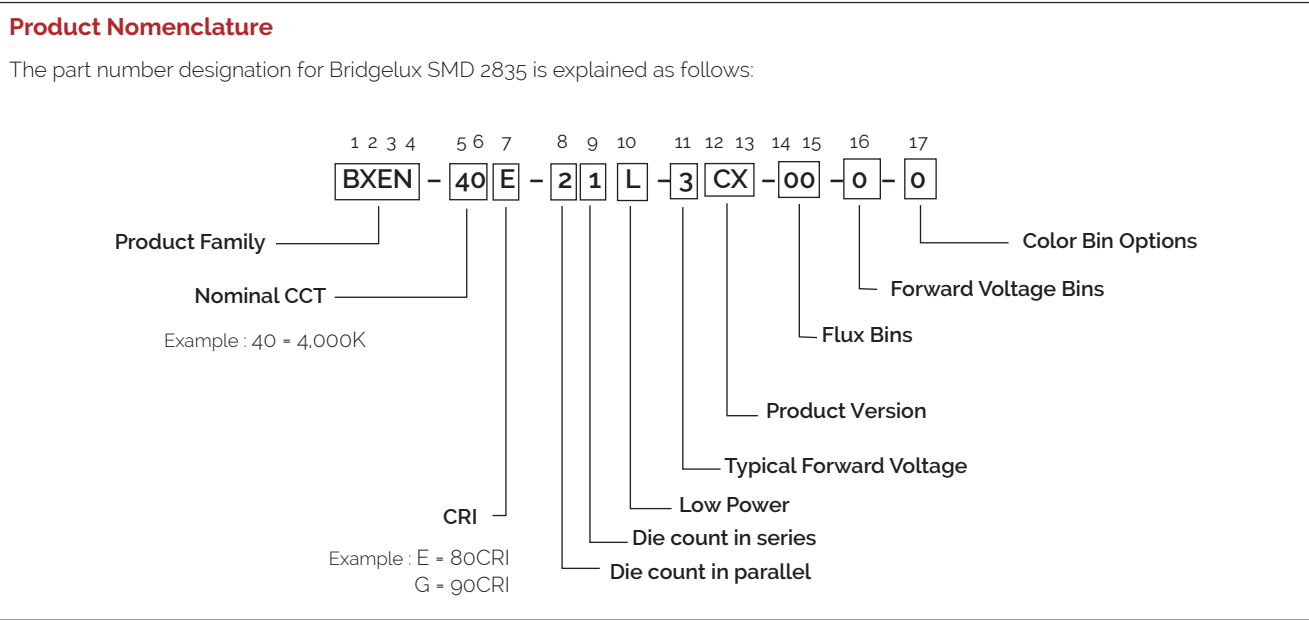 Product Nomenclature
The part number designation for Bridgelux SMD 2835 is explained as follows:
1 2 3 4 5 6 7 8 9 10 11 12 13 14 15 16 17
BXEN – 40 E – 2 1 L – 3 CX – 00 – 0 – 0
Product Family
Color Bin Options
Nominal CCT
Forward Voltage Bins
Example : 40 = 4,000K
Flux Bins
Product Version
Typical Forward Voltage
Low Power
CRI
Die count in series
Example : E = 80CRI
Die count in parallel
G = 90CRI